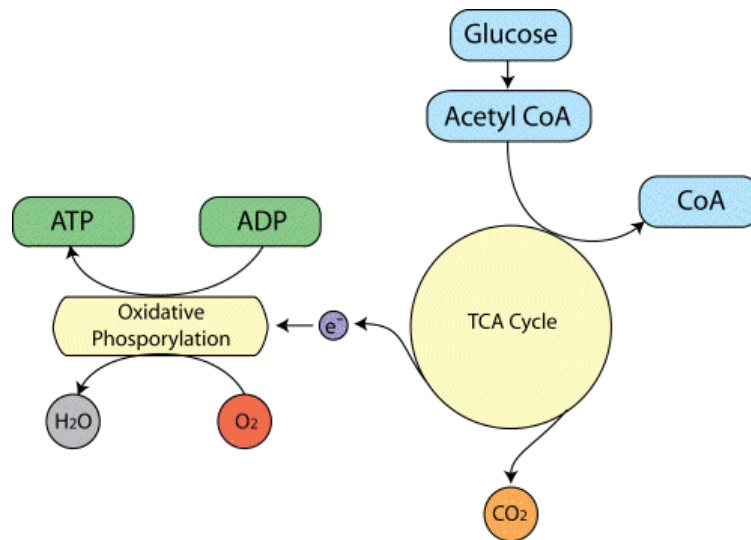 Glucose
Acetyl CoA
CoA
ATP
ADP
TCA Cycle
Oxidative
Phosporylation
e⁻
H₂O
O₂
CO₂